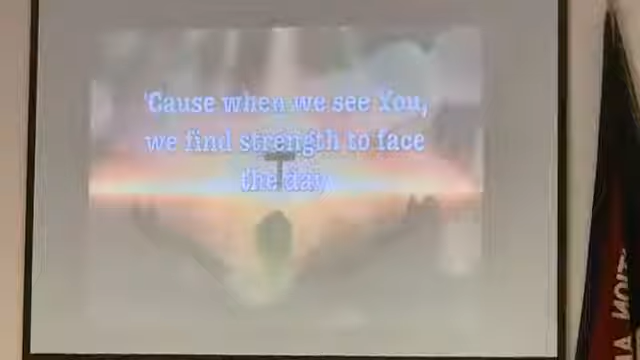 'Cause when we see You,
we find strength to face
the day